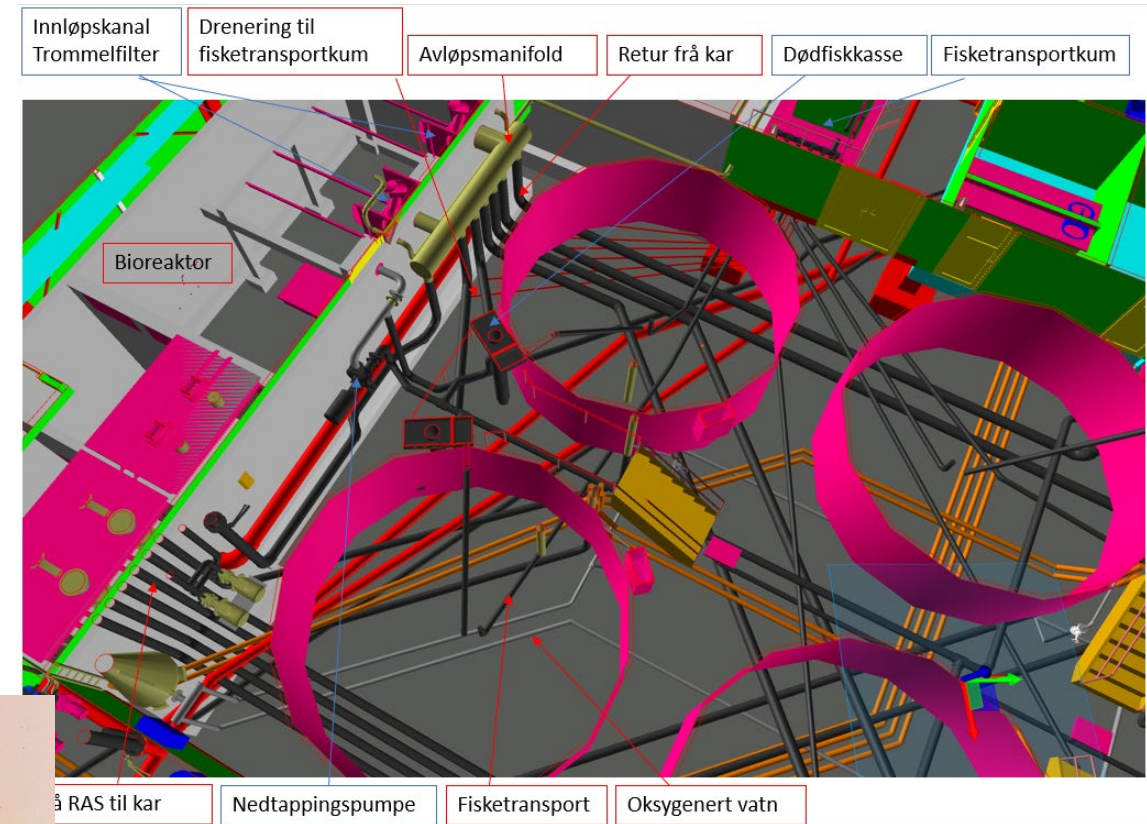 Innløpskanal
Trommelfilter
Drenering til
fisketransportkum
Avløpsmanifold
Retur frå kar
Dødfiskkasse
Fisketransportkum
Bioreaktor
RAS til kar
Nedtappingspumpe
Fisketransport
Oksygenert vatn